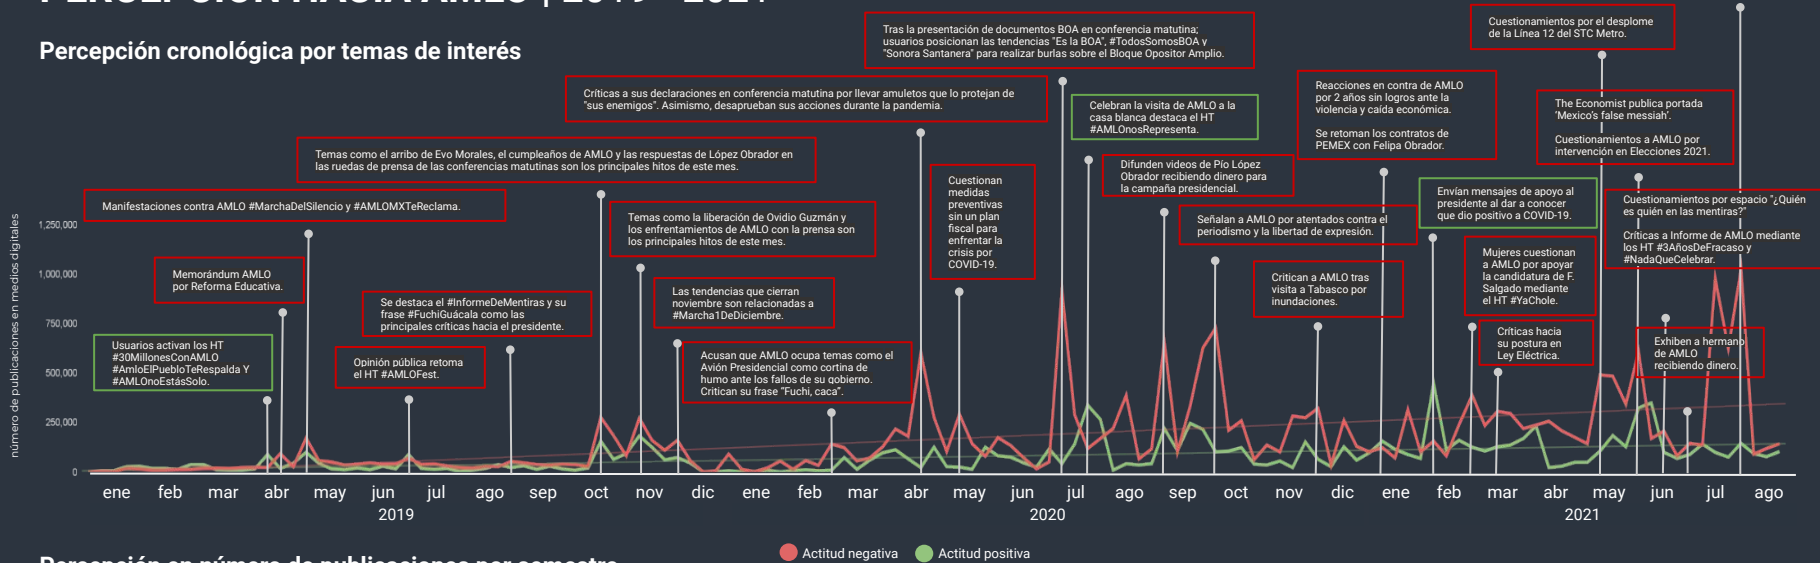 PERCEPCIÓN HACIA AMLO | 2019 - 2021
Percepción cronológica por temas de interés
Tras la presentación de documentos BOA en conferencia matutina;
usuarios posicionan las tendencias "Es la BOA", #TodosSomosBOA y
"Sonora Santanera" para realizar burlas sobre el Bloque Opositor Amplio.
Cuestionamientos por el desplome
de la Línea 12 del STC Metro.
Críticas a sus declaraciones en conferencia matutina por llevar amuletos que lo protejan de
"sus enemigos". Asimismo, desaprueban sus acciones durante la pandemia.
Celebran la visita de AMLO a la
casa blanca destaca el HT
#AMLOnosRepresenta.
Reacciones en contra de AMLO
por 2 años sin logros ante la
violencia y caída económica.
Se retoman los contratos de
PEMEX con Felipa Obrador.
The Economist publica portada
'Mexico's false messiah'.
Cuestionamientos a AMLO por
intervención en Elecciones 2021.
Temas como el arribo de Evo Morales, el cumpleaños de AMLO y las respuestas de López Obrador en
las ruedas de prensa de las conferencias matutinas son los principales hitos de este mes.
Cuestionan
medidas
preventivas
sin un plan
fiscal para
enfrentar la
crisis por
COVID-19.
Difunden videos de Pío López
Obrador recibiendo dinero para
la campaña presidencial.
Envían mensajes de apoyo al
presidente al dar a conocer
que dio positivo a COVID-19.
Cuestionamientos por espacio "¿Quién
es quién en las mentiras?"
Críticas a Informe de AMLO mediante
los HT #3AñosDeFracaso y
#NadaQueCelebrar.
Manifestaciones contra AMLO #MarchaDelSilencio y #AMLOMXTeReclama.
Temas como la liberación de Ovidio Guzmán y
los enfrentamientos de AMLO con la prensa son
los principales hitos de este mes.
Señalan a AMLO por atentados contra el
periodismo y la libertad de expresión.
Memorándum AMLO
por Reforma Educativa.
Las tendencias que cierran
noviembre son relacionadas a
#Marcha1DeDiciembre.
Critican a AMLO tras
visita a Tabasco por
inundaciones.
Mujeres cuestionan
a AMLO por apoyar
la candidatura de F.
Salgado mediante
el HT #YaChole.
Se destaca el #InformeDeMentiras y su
frase #FuchiGuácala como las
principales críticas hacia el presidente.
Usuarios activan los HT
#30MillonesConAMLO
#AmloElPuebloTeRespalda Y
#AMLOnoEstásSolo.
Opinión pública retoma
el HT #AMLOFest.
Acusan que AMLO ocupa temas como el
Avión Presidencial como cortina de
humo ante los fallos de su gobierno.
Critican su frase "Fuchi, caca".
Críticas hacia
su postura en
Ley Eléctrica.
Exhiben a hermano
de AMLO
recibiendo dinero.
número de publicaciones en medios digitales
1,250,000
1,000,000
750,000
500,000
250,000
0
ene feb mar abr may jun jul ago sep oct nov dic ene feb mar abr may jun jul ago sep oct nov dic ene feb mar abr may jun jul ago
2019 2020 2021
Actitud negativa Actitud positiva
Percepción en número de publicaciones por semestre